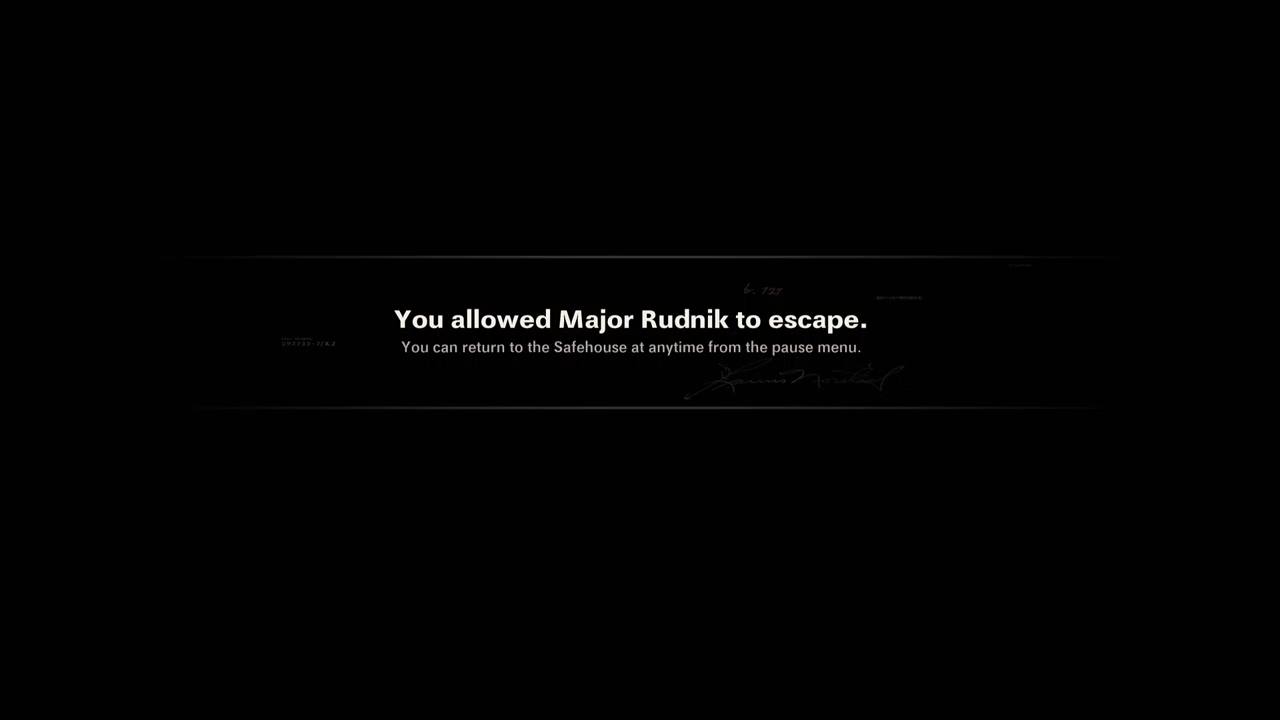 You allowed Major Rudnik to escape.
You can return to the Safehouse at anytime from the pause menu.